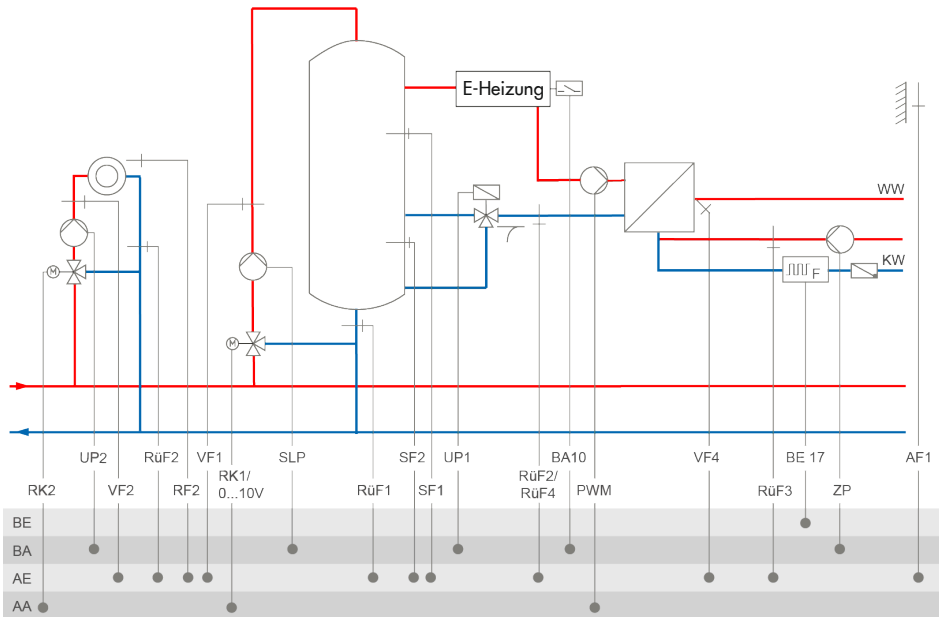 E-Heizung
WW
M
F
KW
M
UP2 RüF2 VF1 SLP SF2 UP1 BA10 VF4 BE 17 AF1
RK2 VF2 RF2 RK1/
0...10V RüF1 SF1 RüF2/
RüF4 PWM RüF3 ZP
BE
BA
AE
AA